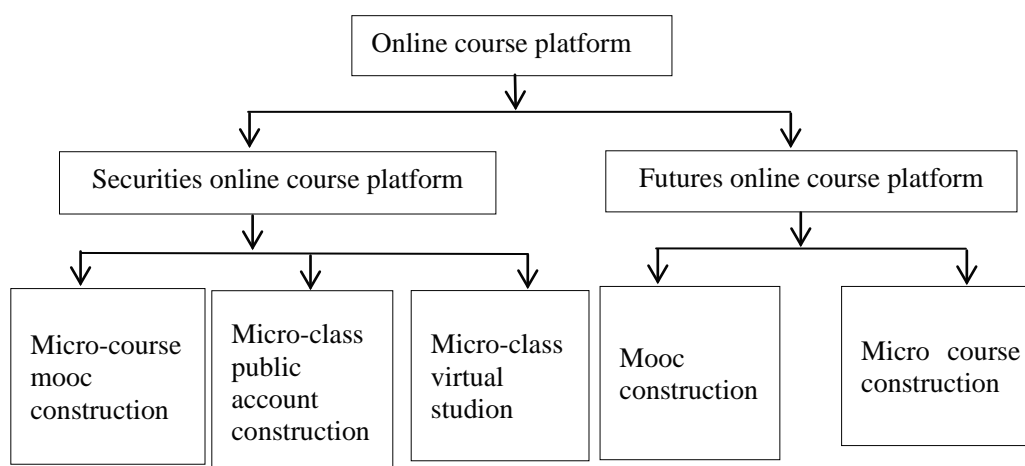 Online course platform
Securities online course platform
Futures online course platform
Micro-course
mooc
construction
Micro-class
public
account
construction
Micro-class
virtual
studion
Mooc
construction
Micro course
construction